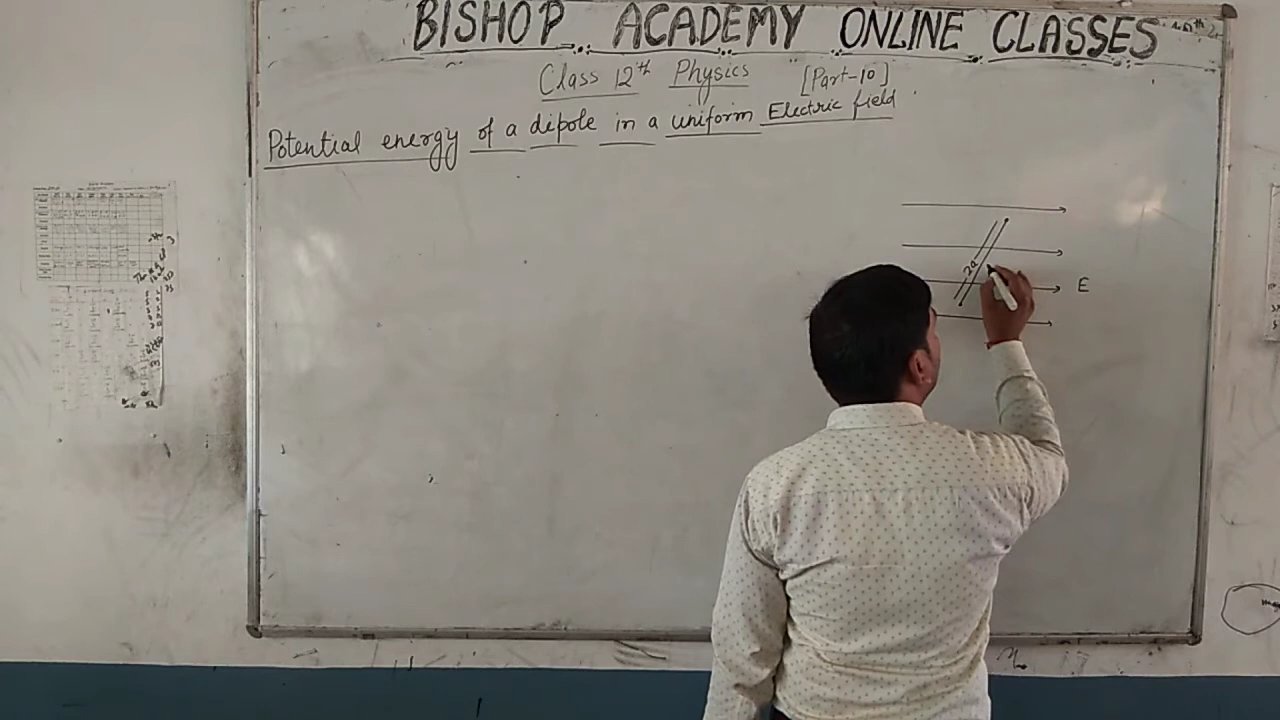 BISHOP ACADEMY ONLINE CLASSES
Class 12th Physics [Part-10]
Potential energy of a dipole in a uniform Electric field
2a
E